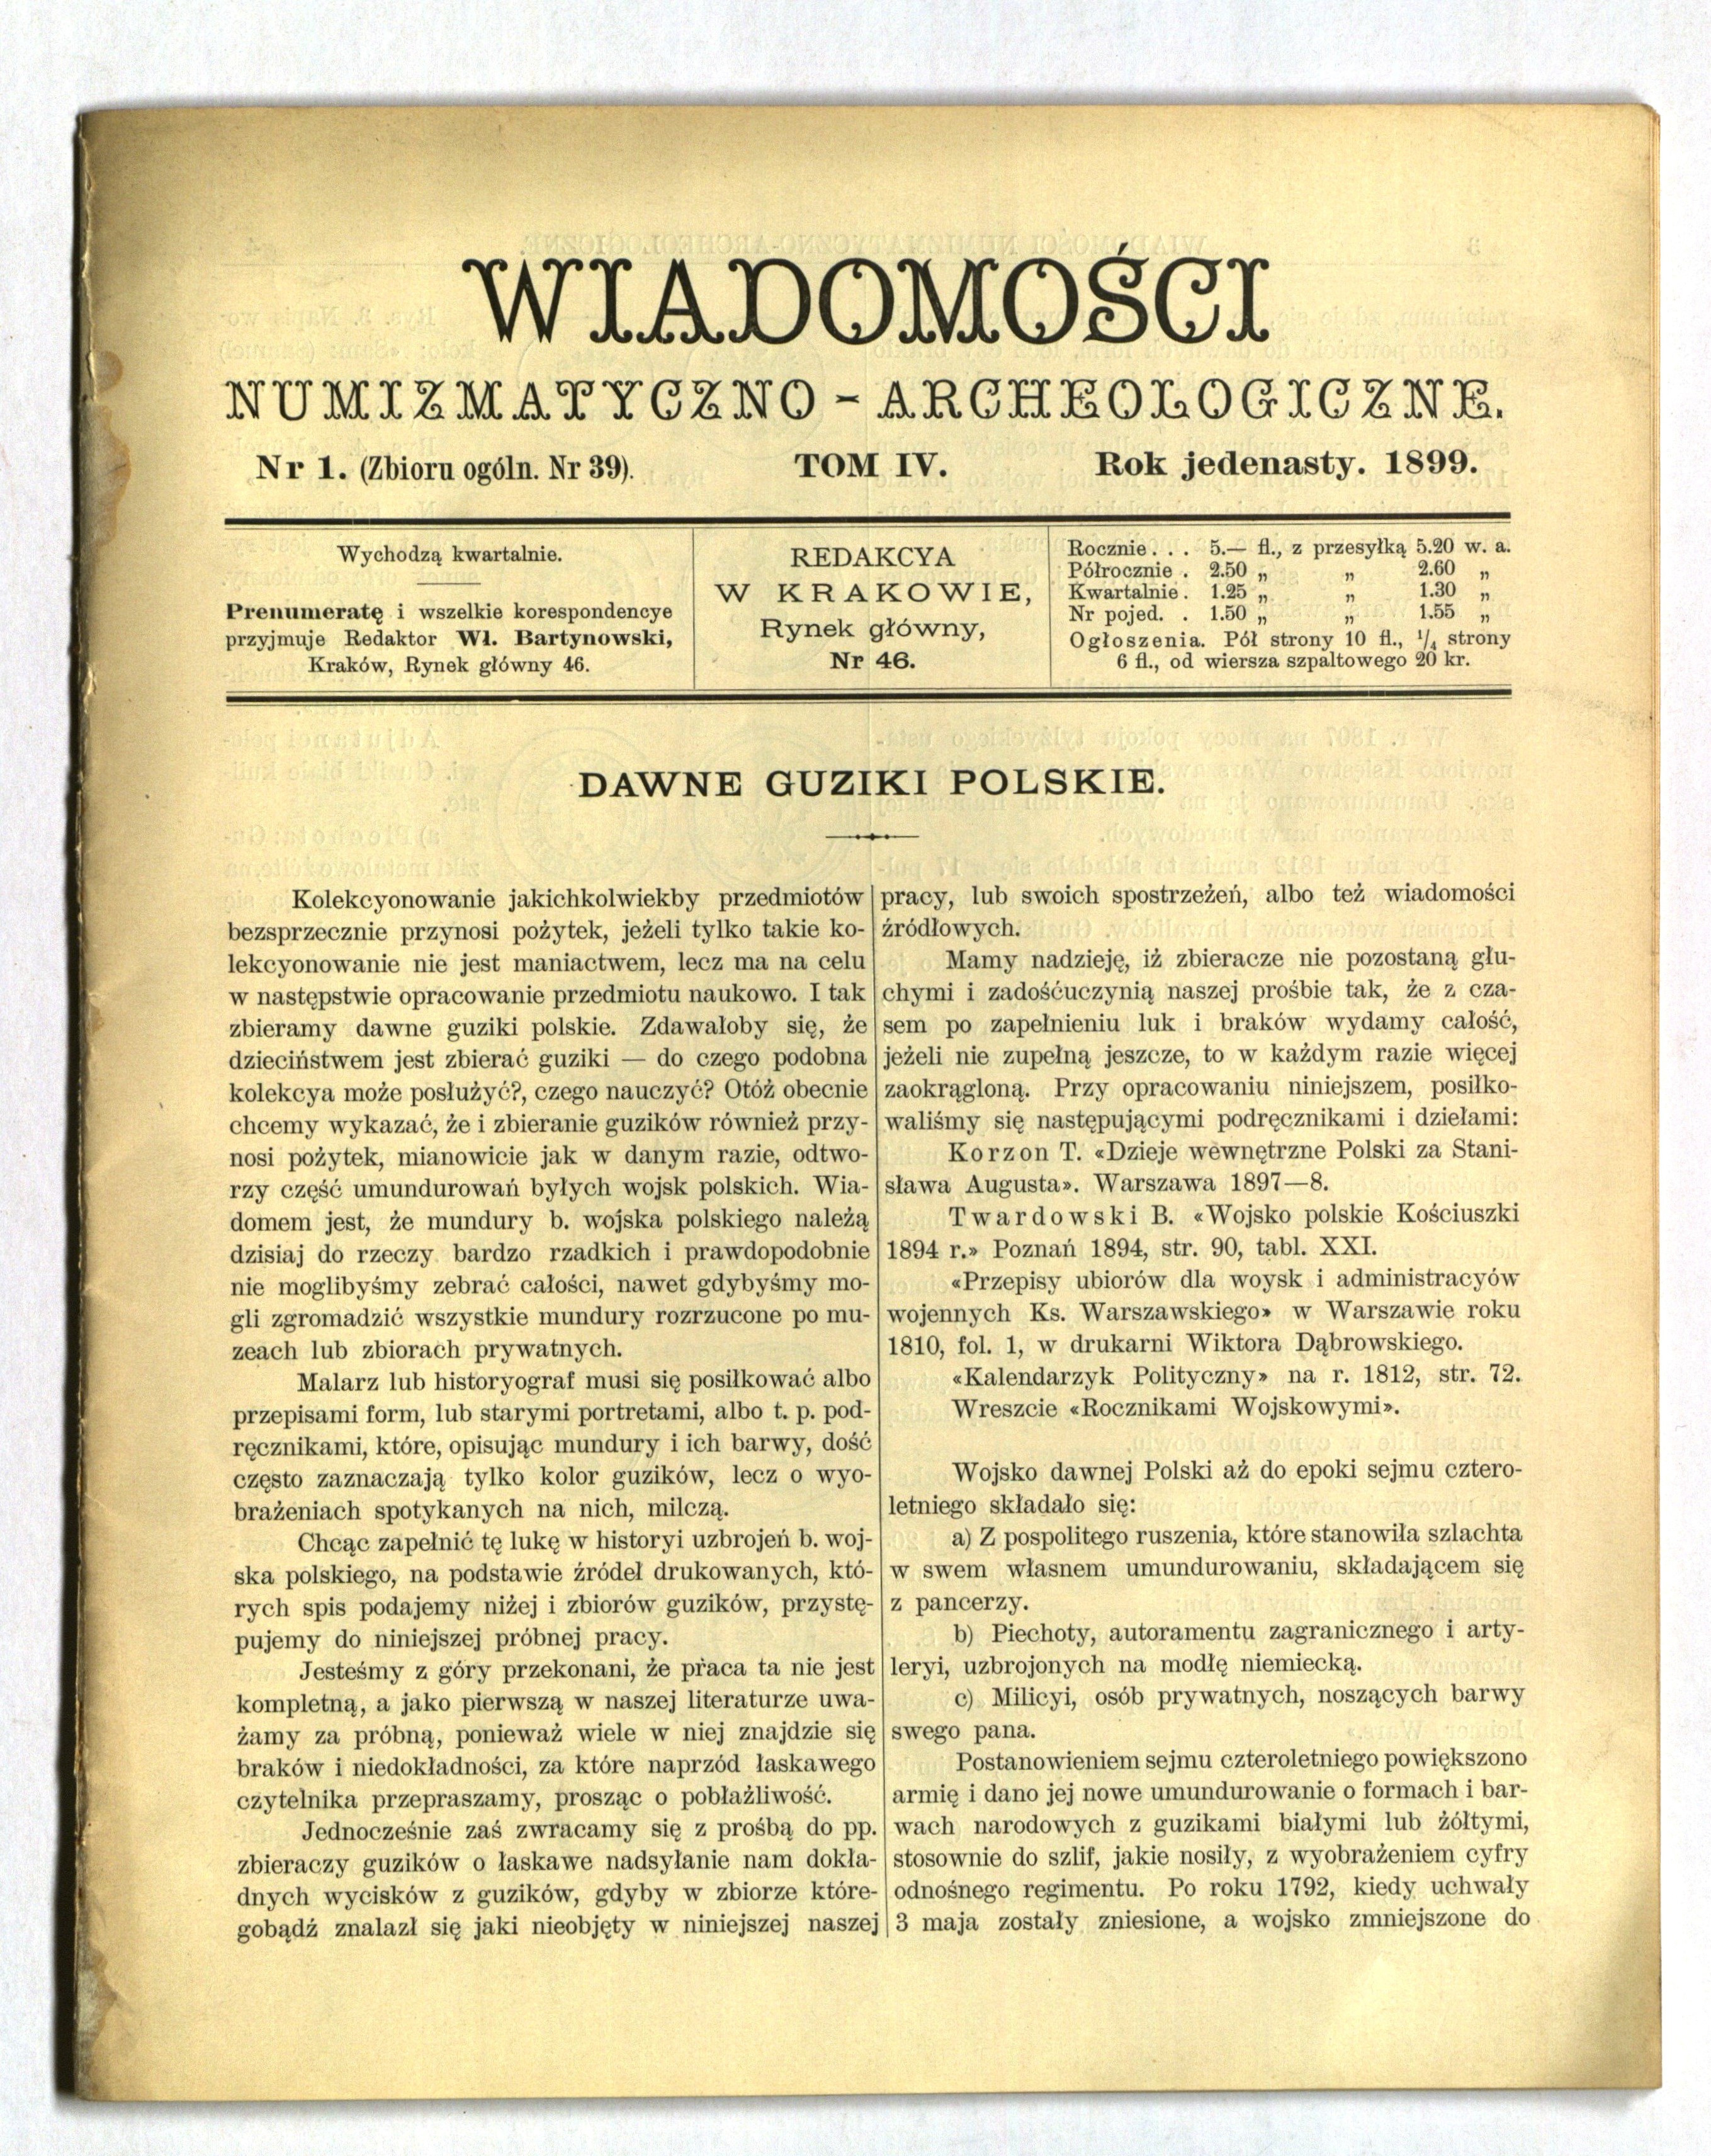 WIADOMOŚCI
NUMIZMATYCZNO-ARCHEOLOGICZNE.
Nr 1. (Zbioru ogóln. Nr 39). TOM IV. Rok jedenasty. 1899.
Wychodzą kwartalnie.
Prenumeratę i wszelkie korespondencye
przyjmuje Redaktor Wł. Bartynowski,
Kraków, Rynek główny 46.
REDAKCYA
W KRAKOWIE,
Rynek główny,
Nr 46.
Rocznie . . . 5.— fl., z przesyłką 5.20 w. a.
Półrocznie . 2.50 „ „ 2.60 „
Kwartalnie . 1.25 „ „ 1.30 „
Nr pojed. . 1.50 „ „ 1.55 „
Ogłoszenia. Pół strony 10 fl., 1/4 strony
6 fl., od wiersza szpaltowego 20 kr.
DAWNE GUZIKI POLSKIE.
Kolekcyonowanie jakichkolwiekby przedmiotów
bezsprzecznie przynosi pożytek, jeżeli tylko takie ko-
lekcyonowanie nie jest maniactwem, lecz ma na celu
w następstwie opracowanie przedmiotu naukowo. I tak
zbieramy dawne guziki polskie. Zdawałoby się, że
dzieciństwem jest zbierać guziki — do czego podobna
kolekcya może posłużyć?, czego nauczyć? Otóż obecnie
chcemy wykazać, że i zbieranie guzików również przy-
nosi pożytek, mianowicie jak w danym razie, odtwo-
rzy część umundurowań byłych wojsk polskich. Wia-
domem jest, że mundury b. wojska polskiego należą
dzisiaj do rzeczy bardzo rzadkich i prawdopodobnie
nie moglibyśmy zebrać całości, nawet gdybyśmy mo-
gli zgromadzić wszystkie mundury rozrzucone po mu-
zeach lub zbiorach prywatnych.
Malarz lub historyograf musi się posiłkować albo
przepisami form, lub starymi portretami, albo t. p. pod-
ręcznikami, które, opisując mundury i ich barwy, dość
często zaznaczają tylko kolor guzików, lecz o wyo-
brażeniach spotykanych na nich, milczą.
Chcąc zapełnić tę lukę w historyi uzbrojeń b. woj-
ska polskiego, na podstawie źródeł drukowanych, któ-
rych spis podajemy niżej i zbiorów guzików, przystę-
pujemy do niniejszej próbnej pracy.
Jesteśmy z góry przekonani, że praca ta nie jest
kompletną, a jako pierwszą w naszej literaturze uwa-
żamy za próbną, ponieważ wiele w niej znajdzie się
braków i niedokładności, za które naprzód łaskawego
czytelnika przepraszamy, prosząc o pobłażliwość.
Jednocześnie zaś zwracamy się z prośbą do pp.
zbieraczy guzików o łaskawe nadsyłanie nam dokła-
dnych wycisków z guzików, gdyby w zbiorze które-
gobądź znalazł się jaki nieobjęty w niniejszej naszej
pracy, lub swoich spostrzeżeń, albo też wiadomości
źródłowych.
Mamy nadzieję, iż zbieracze nie pozostaną głu-
chymi i zadośćuczynią naszej prośbie tak, że z cza-
sem po zapełnieniu luk i braków wydamy całość,
jeżeli nie zupełną jeszcze, to w każdym razie więcej
zaokrągloną. Przy opracowaniu niniejszem, posiłko-
waliśmy się następującymi podręcznikami i dziełami:
Korzon T. «Dzieje wewnętrzne Polski za Stani-
sława Augusta». Warszawa 1897—8.
Twardowski B. «Wojsko polskie Kościuszki
1894 r.» Poznań 1894, str. 90, tabl. XXI.
«Przepisy ubiorów dla woysk i administracyów
wojennych Ks. Warszawskiego» w Warszawie roku
1810, fol. 1, w drukarni Wiktora Dąbrowskiego.
«Kalendarzyk Polityczny» na r. 1812, str. 72.
Wreszcie «Rocznikami Wojskowymi».
Wojsko dawnej Polski aż do epoki sejmu cztero-
letniego składało się:
a) Z pospolitego ruszenia, które stanowiła szlachta
w swem własnem umundurowaniu, składającem się
z pancerzy.
b) Piechoty, autoramentu zagranicznego i arty-
leryi, uzbrojonych na modłę niemiecką.
c) Milicyi, osób prywatnych, noszących barwy
swego pana.
Postanowieniem sejmu czteroletniego powiększono
armię i dano jej nowe umundurowanie o formach i bar-
wach narodowych z guzikami białymi lub żółtymi,
stosownie do szlif, jakie nosiły, z wyobrażeniem cyfry
odnośnego regimentu. Po roku 1792, kiedy uchwały
3 maja zostały zniesione, a wojsko zmniejszone do